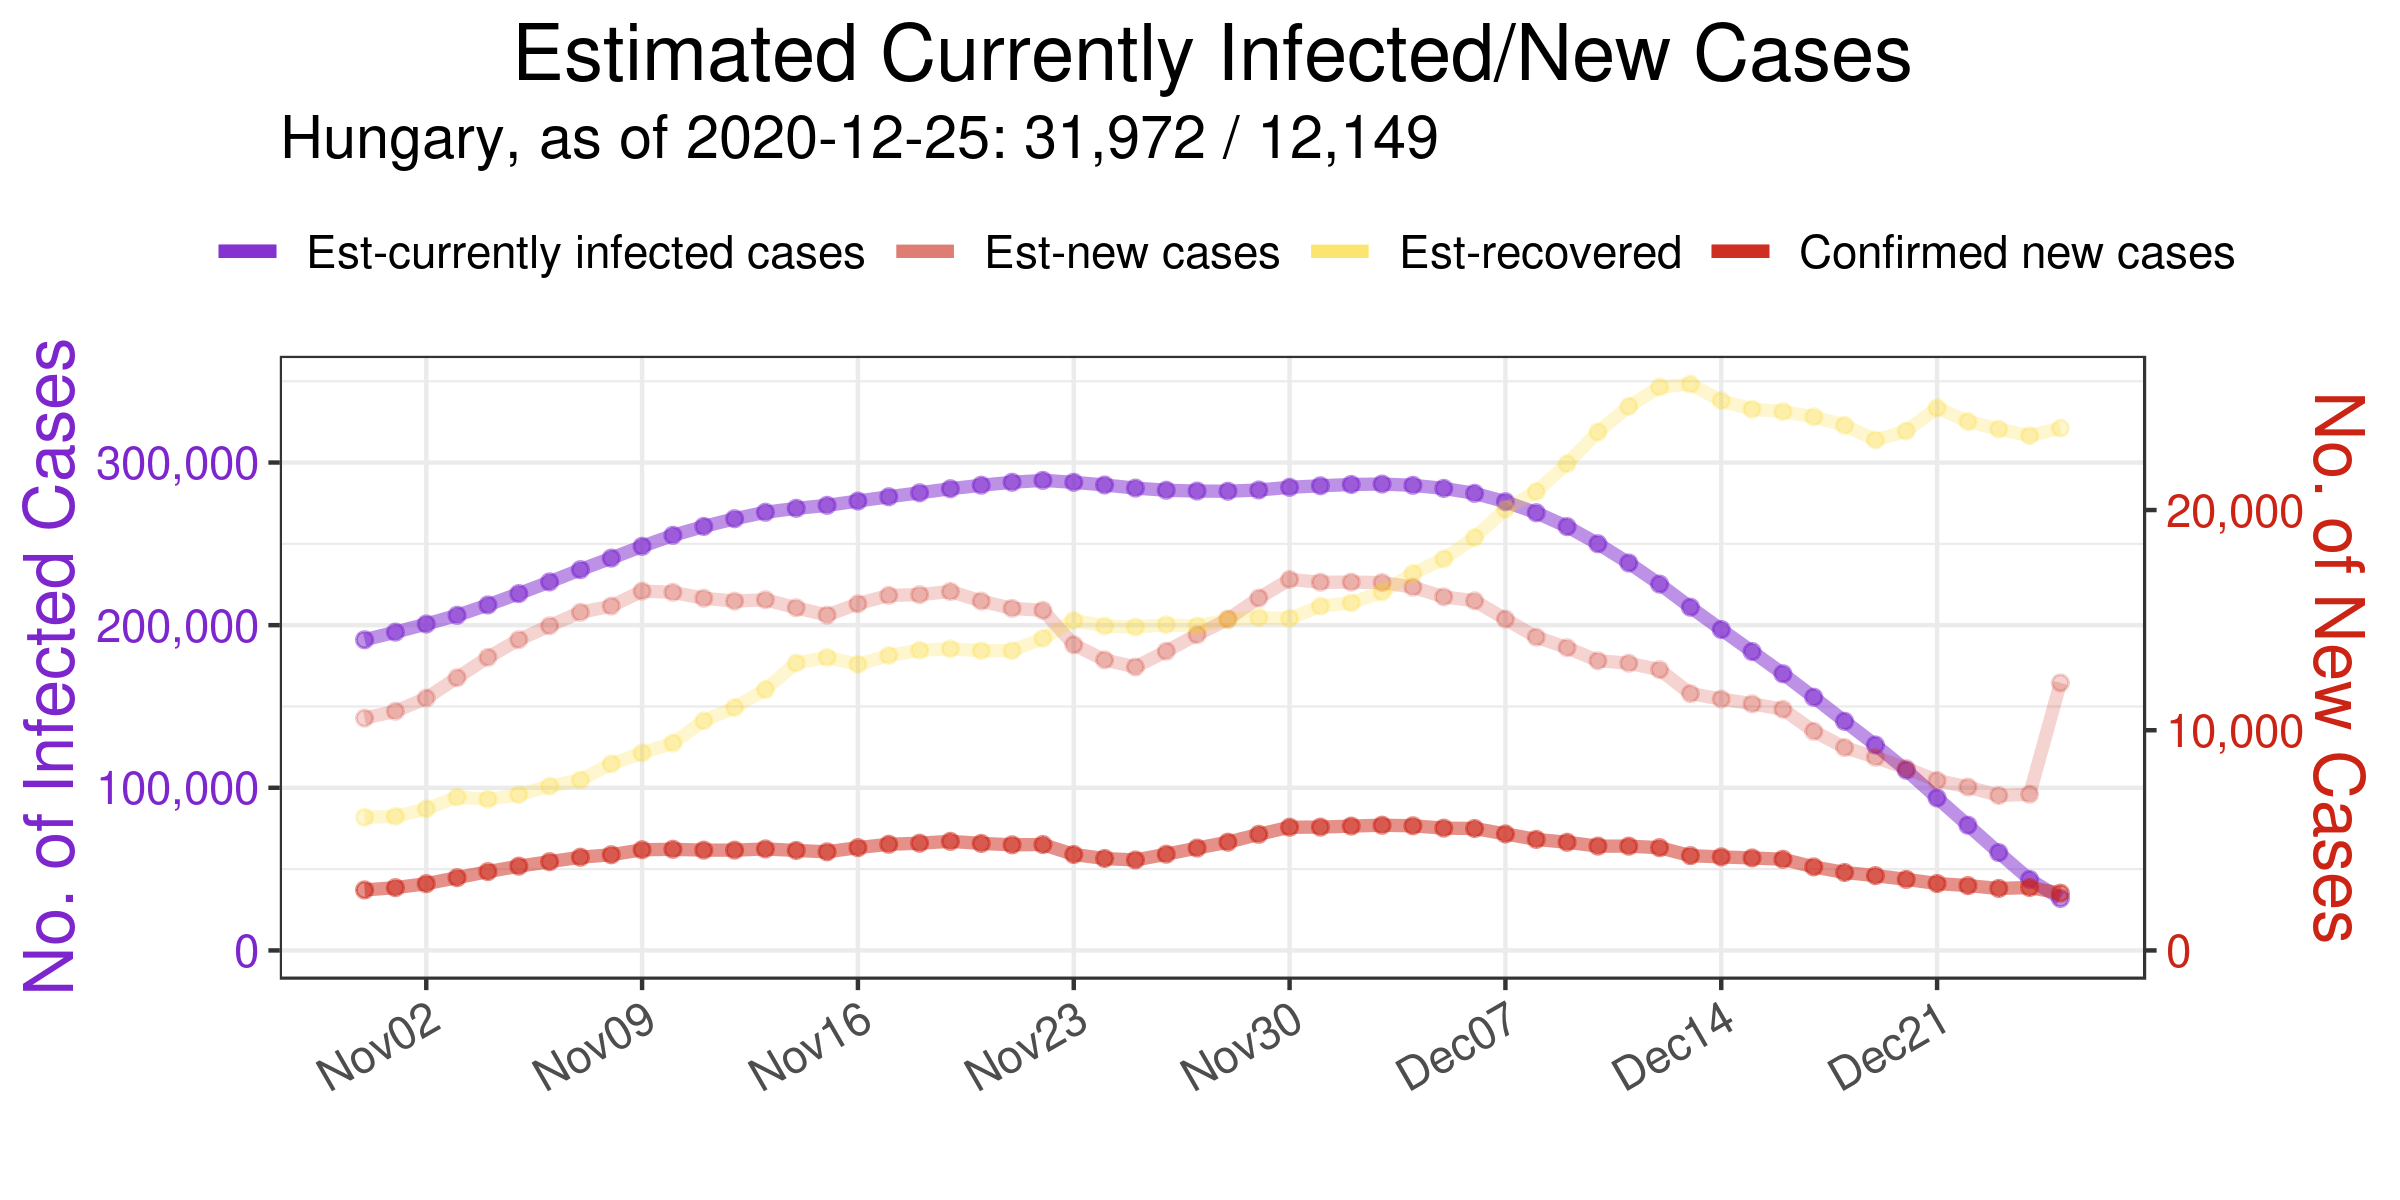 Estimated Currently Infected/New Cases
Hungary, as of 2020-12-25: 31,972 / 12,149
Est-currently infected cases Est-new cases Est-recovered Confirmed new cases
No. of Infected Cases
300,000
200,000
100,000
0
No. of New Cases
20,000
10,000
0
Nov02 Nov09 Nov16 Nov23 Nov30 Dec07 Dec14 Dec21